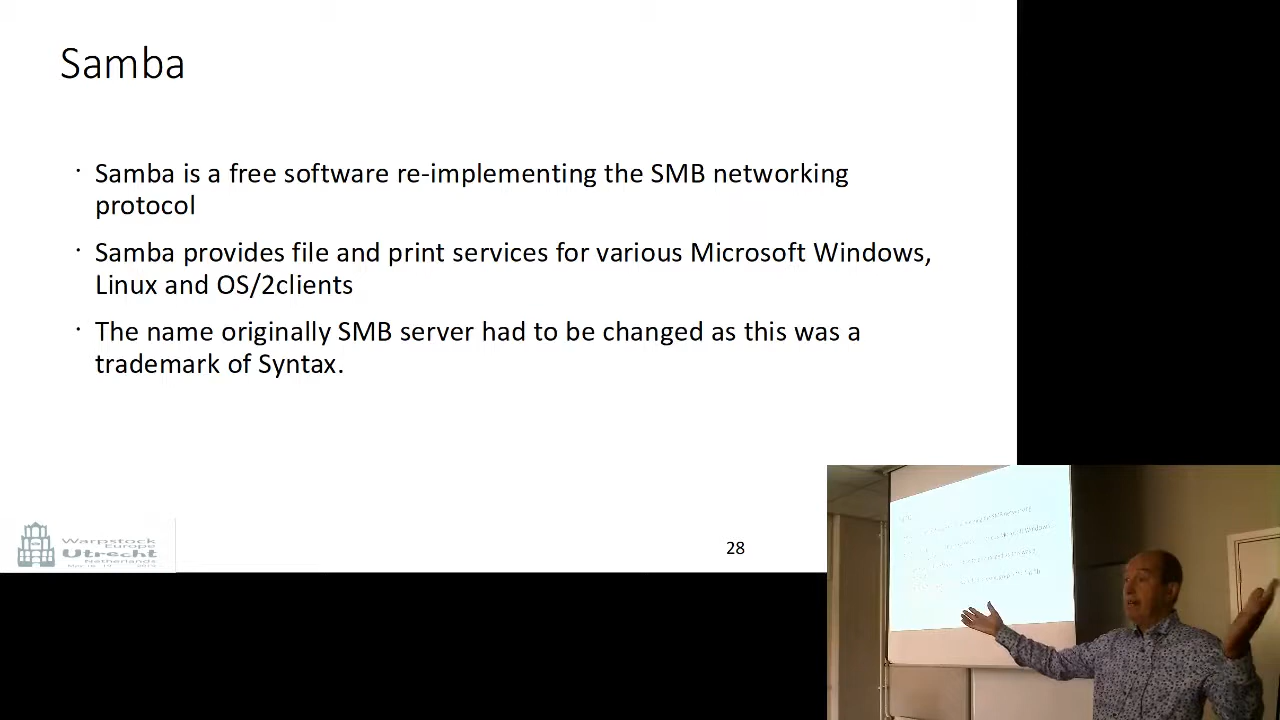 Samba
· Samba is a free software re-implementing the SMB networking
protocol
· Samba provides file and print services for various Microsoft Windows,
Linux and OS/2clients
· The name originally SMB server had to be changed as this was a
trademark of Syntax.
Warpstock
Europe
Utrecht
Netherlands
28